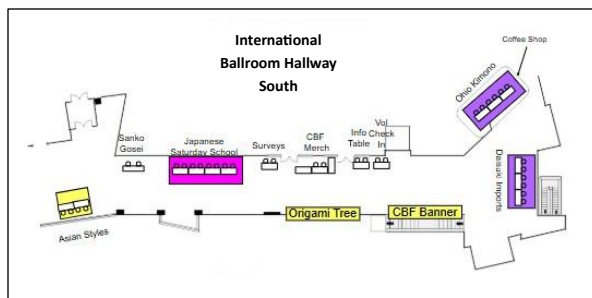 International
Ballroom Hallway
South
Coffee Shop
Ohio Kimono
Sanko
Gosei
Japanese
Saturday School
Surveys
CBF
Merch
Info
Table
Vol
Check
In
Daisuki Imports
Asian Styles
Origami Tree
CBF Banner